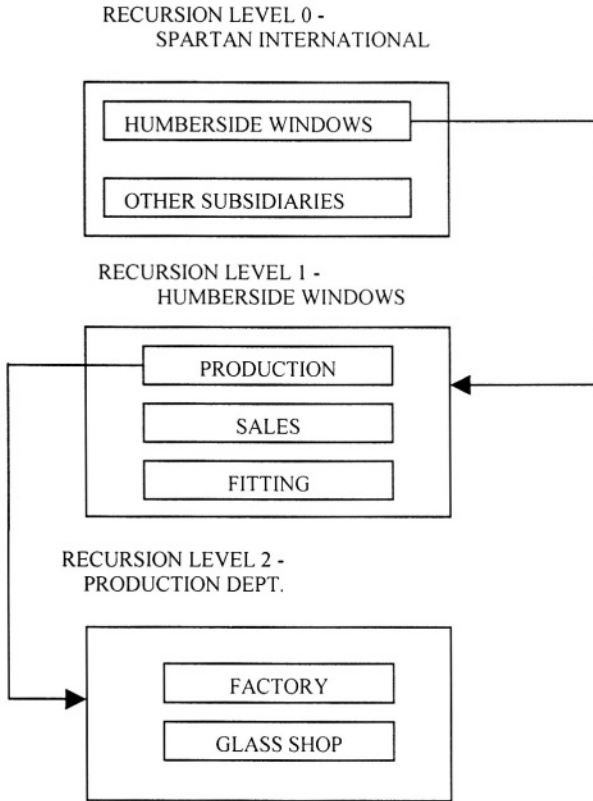 RECURSION LEVEL 0 -
SPARTAN INTERNATIONAL
HUMBERSIDE WINDOWS
OTHER SUBSIDIARIES
RECURSION LEVEL 1 -
HUMBERSIDE WINDOWS
PRODUCTION
SALES
FITTING
RECURSION LEVEL 2 -
PRODUCTION DEPT.
FACTORY
GLASS SHOP